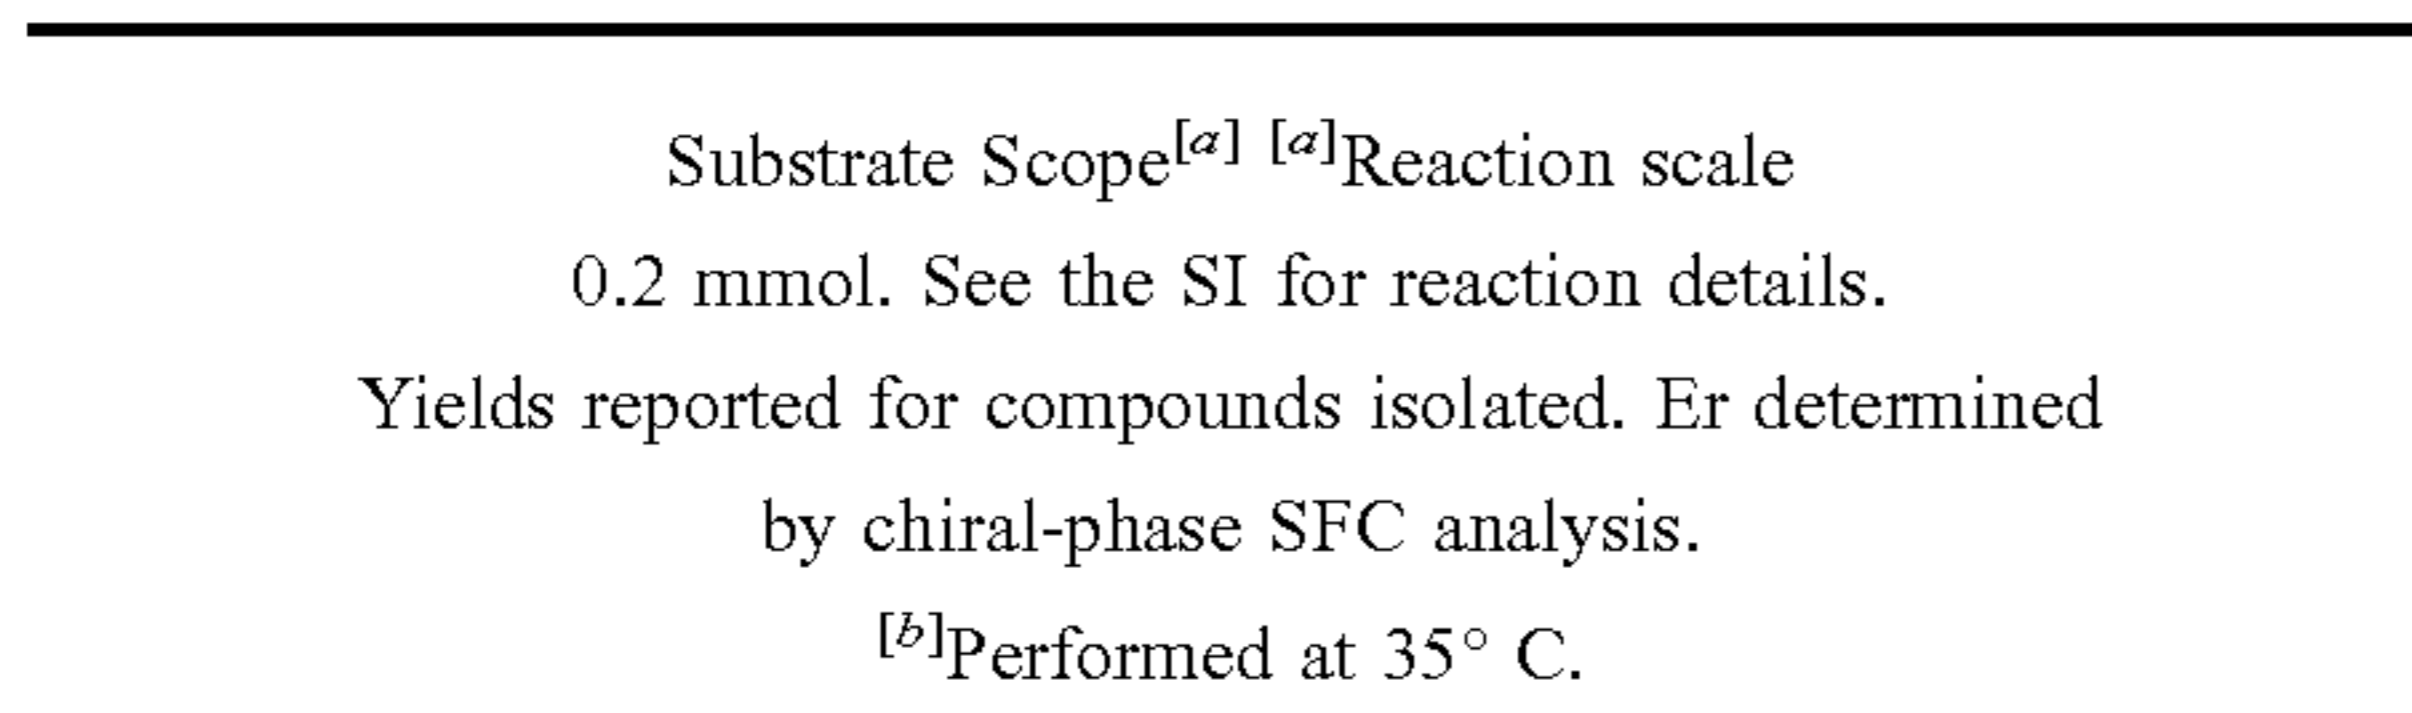 Substrate Scope[a] [a]Reaction scale
0.2 mmol. See the SI for reaction details.
Yields reported for compounds isolated. Er determined
by chiral-phase SFC analysis.
[b]Performed at 35° C.